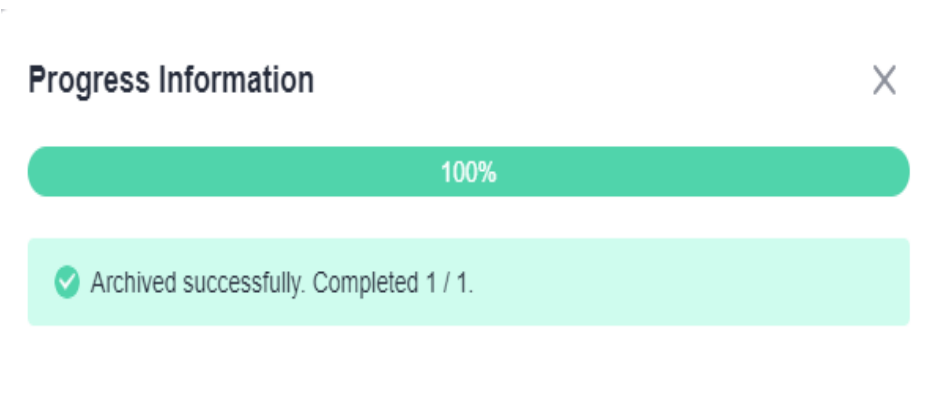 Progress Information
100%
Archived successfully. Completed 1 / 1.